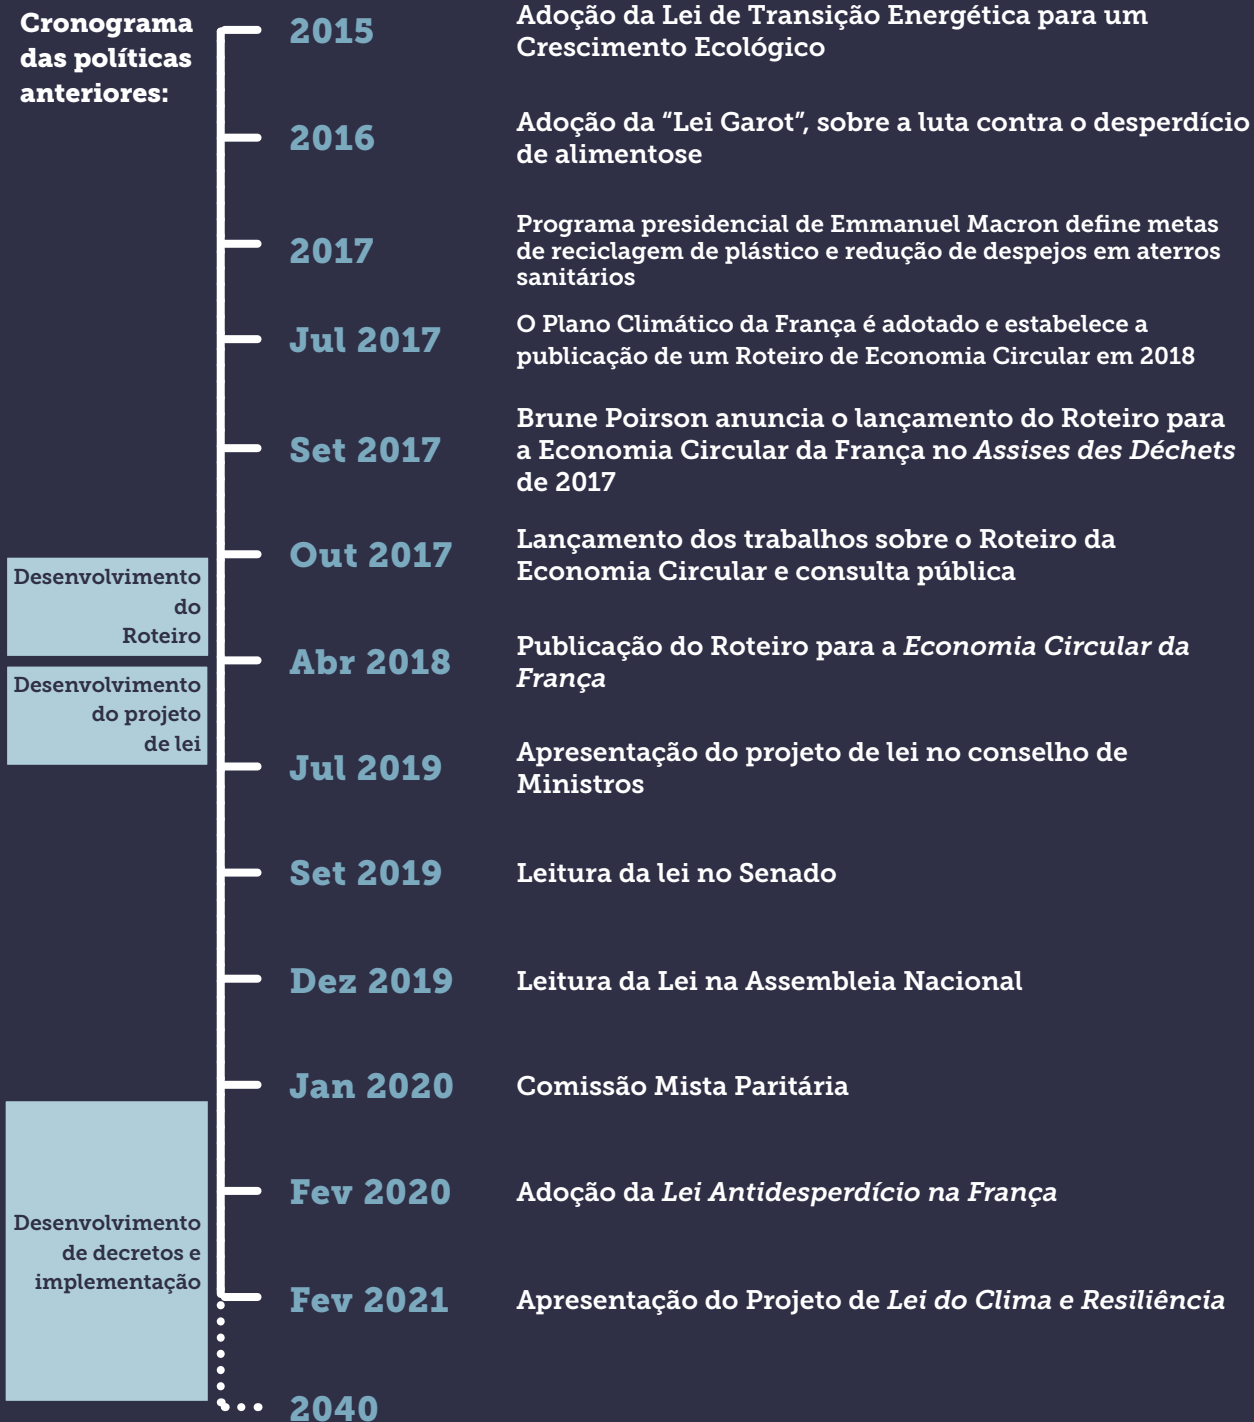 Cronograma
das políticas
anteriores:
2015
Adoção da Lei de Transição Energética para um
Crescimento Ecológico
2016
Adoção da “Lei Garot”, sobre a luta contra o desperdício
de alimentose
2017
Programa presidencial de Emmanuel Macron define metas
de reciclagem de plástico e redução de despejos em aterros
sanitários
Jul 2017
O Plano Climático da França é adotado e estabelece a
publicação de um Roteiro de Economia Circular em 2018
Set 2017
Brune Poirson anuncia o lançamento do Roteiro para
a Economia Circular da França no Assises des Déchets
de 2017
Out 2017
Lançamento dos trabalhos sobre o Roteiro da
Economia Circular e consulta pública
Desenvolvimento
do
Roteiro
Abr 2018
Publicação do Roteiro para a Economia Circular da
França
Desenvolvimento
do projeto
de lei
Jul 2019
Apresentação do projeto de lei no conselho de
Ministros
Set 2019
Leitura da lei no Senado
Dez 2019
Leitura da Lei na Assembleia Nacional
Jan 2020
Comissão Mista Paritária
Fev 2020
Adoção da Lei Antidesperdício na França
Desenvolvimento
de decretos e
implementação
Fev 2021
Apresentação do Projeto de Lei do Clima e Resiliência
2040